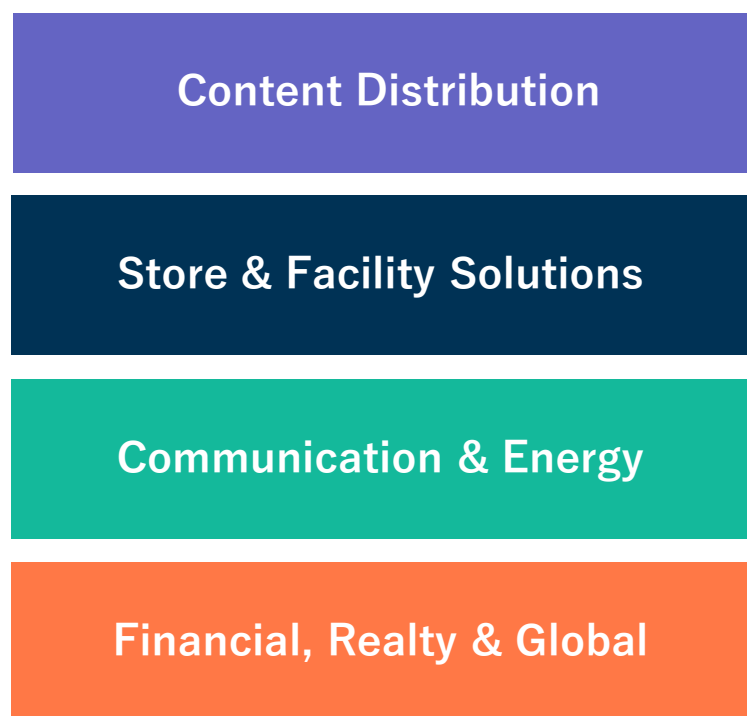 Content Distribution
Store & Facility Solutions
Communication & Energy
Financial, Realty & Global